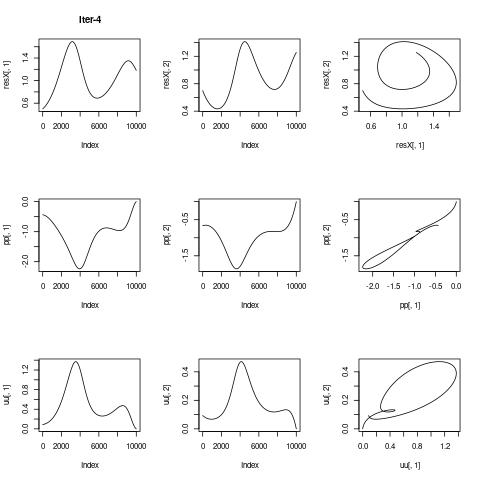 Iter-4
resX[, 1]
0.6 1.0 1.4
0 2000 6000 10000
Index
resX[, 2]
0.4 0.8 1.2
0 2000 6000 10000
Index
resX[, 2]
0.4 0.8 1.2
0.6 1.0 1.4
resX[, 1]
pp[, 1]
-2.0 -1.0 0.0
0 2000 6000 10000
Index
pp[, 2]
-1.5 -0.5
0 2000 6000 10000
Index
pp[, 2]
-1.5 -0.5
-2.0 -1.5 -1.0 -0.5 0.0
pp[, 1]
uu[, 1]
0.0 0.4 0.8 1.2
0 2000 6000 10000
Index
uu[, 2]
0.0 0.2 0.4
0 2000 6000 10000
Index
uu[, 2]
0.0 0.2 0.4
0.0 0.4 0.8 1.2
uu[, 1]